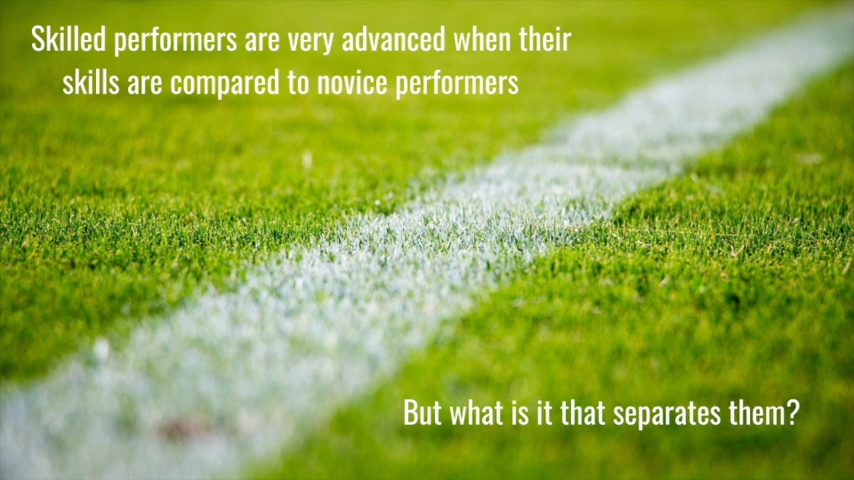 Skilled performers are very advanced when their
skills are compared to novice performers
But what is it that separates them?